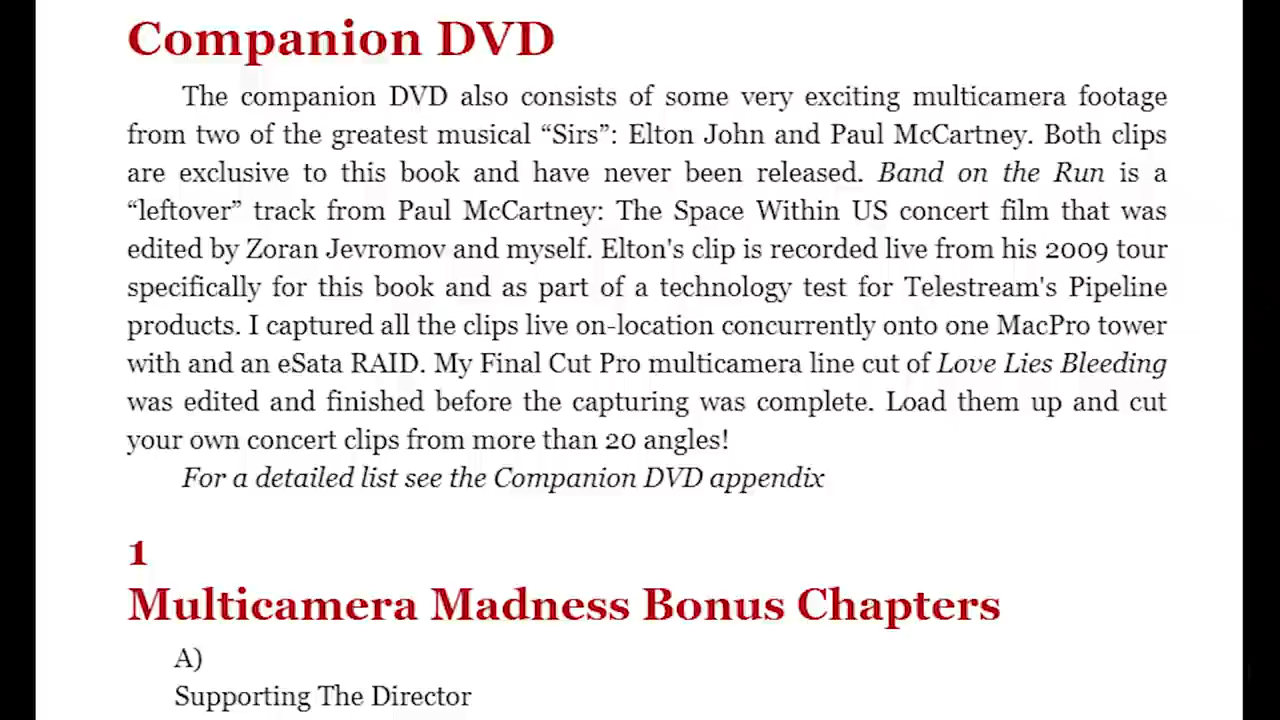 Companion DVD
The companion DVD also consists of some very exciting multicamera footage
from two of the greatest musical “Sirs”: Elton John and Paul McCartney. Both clips
are exclusive to this book and have never been released. Band on the Run is a
“leftover” track from Paul McCartney: The Space Within US concert film that was
edited by Zoran Jevromov and myself. Elton's clip is recorded live from his 2009 tour
specifically for this book and as part of a technology test for Telestream's Pipeline
products. I captured all the clips live on-location concurrently onto one MacPro tower
with and an eSata RAID. My Final Cut Pro multicamera line cut of Love Lies Bleeding
was edited and finished before the capturing was complete. Load them up and cut
your own concert clips from more than 20 angles!
For a detailed list see the Companion DVD appendix
1
Multicamera Madness Bonus Chapters
A)
Supporting The Director